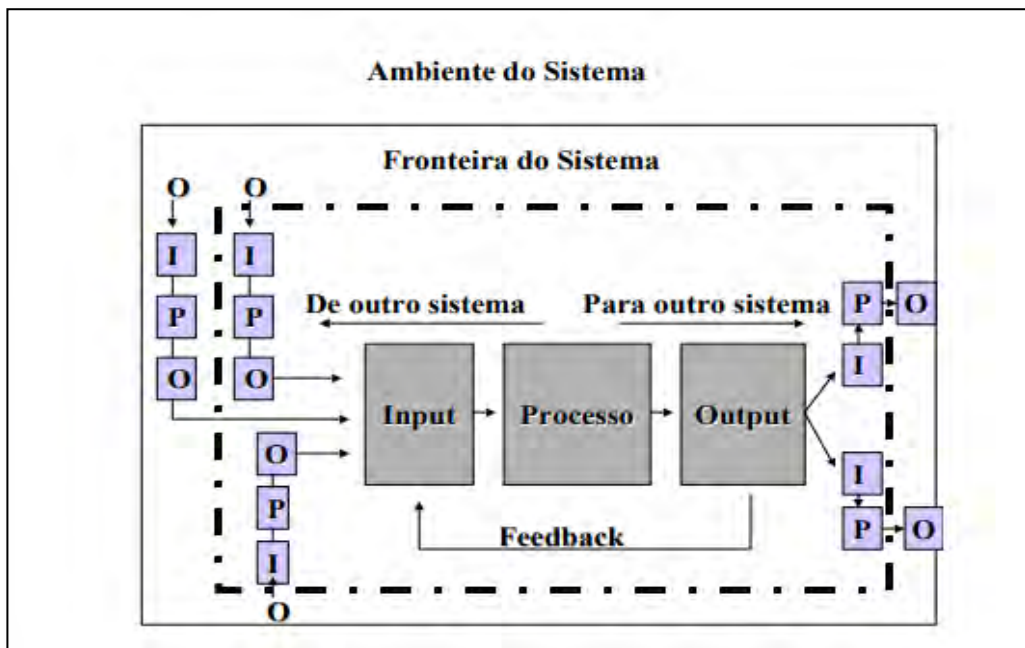 Ambiente do Sistema
Fronteira do Sistema
O O
I I
P P
O O
De outro sistema Para outro sistema
P O
I
Input Processo Output
O
P
I
O
I
P O
Feedback